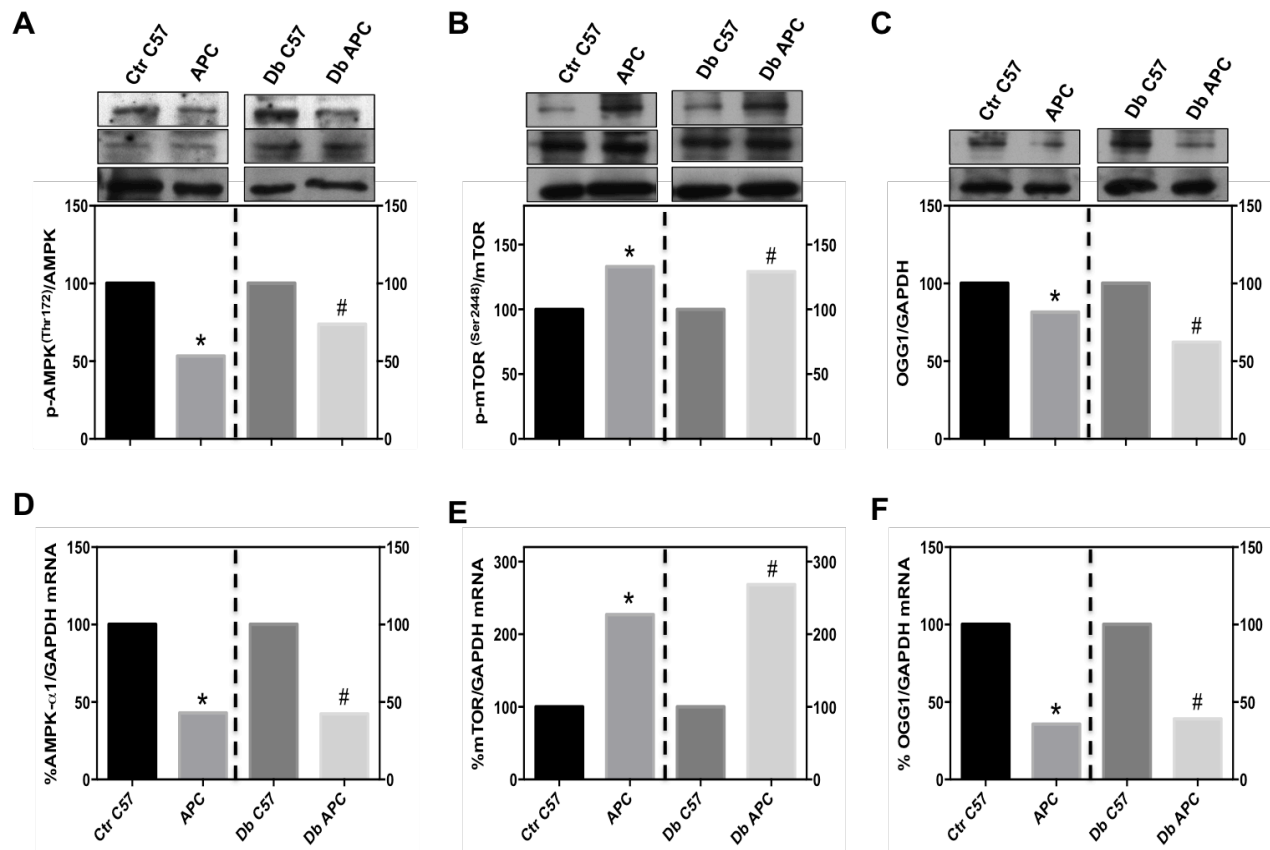 A
Ctr C57
APC
Db C57
Db APC
150
100
50
0
p-AMPK(Thr172)/AMPK
*
#
150
100
50
0
B
Ctr C57
APC
Db C57
Db APC
150
100
50
0
p-mTOR (Ser2448)/mTOR
*
#
150
100
50
0
C
Ctr C57
APC
Db C57
Db APC
150
100
50
0
OGG1/GAPDH
*
#
150
100
50
0
D
150
100
50
0
%AMPK-α1/GAPDH mRNA
*
#
150
100
50
0
Ctr C57
APC
Db C57
Db APC
E
300
200
100
0
%mTOR/GAPDH mRNA
*
#
300
200
100
0
Ctr C57
APC
Db C57
Db APC
F
150
100
50
0
% OGG1/GAPDH mRNA
*
#
150
100
50
0
Ctr C57
APC
Db C57
Db APC